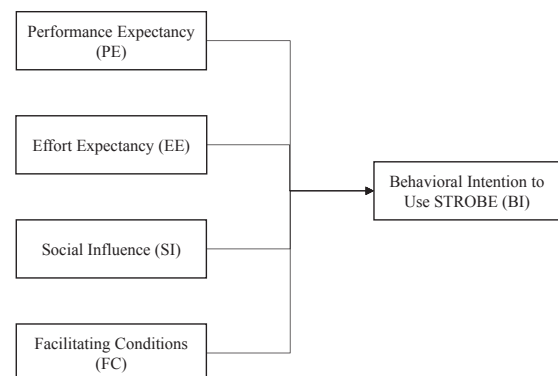 Performance Expectancy
(PE)
Effort Expectancy (EE)
Behavioral Intention to
Use STROBE (BI)
Social Influence (SI)
Facilitating Conditions
(FC)